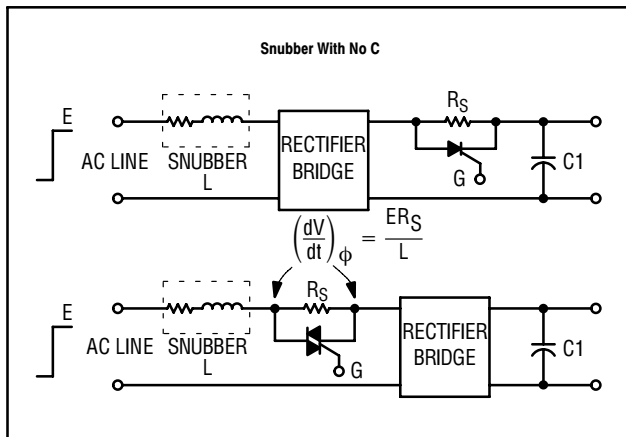 Snubber With No C
E
AC LINE
SNUBBER
L
RECTIFIER
BRIDGE
RS
G
C1
(dV/dt)ϕ = ERS/L
E
AC LINE
SNUBBER
L
RS
G
RECTIFIER
BRIDGE
C1